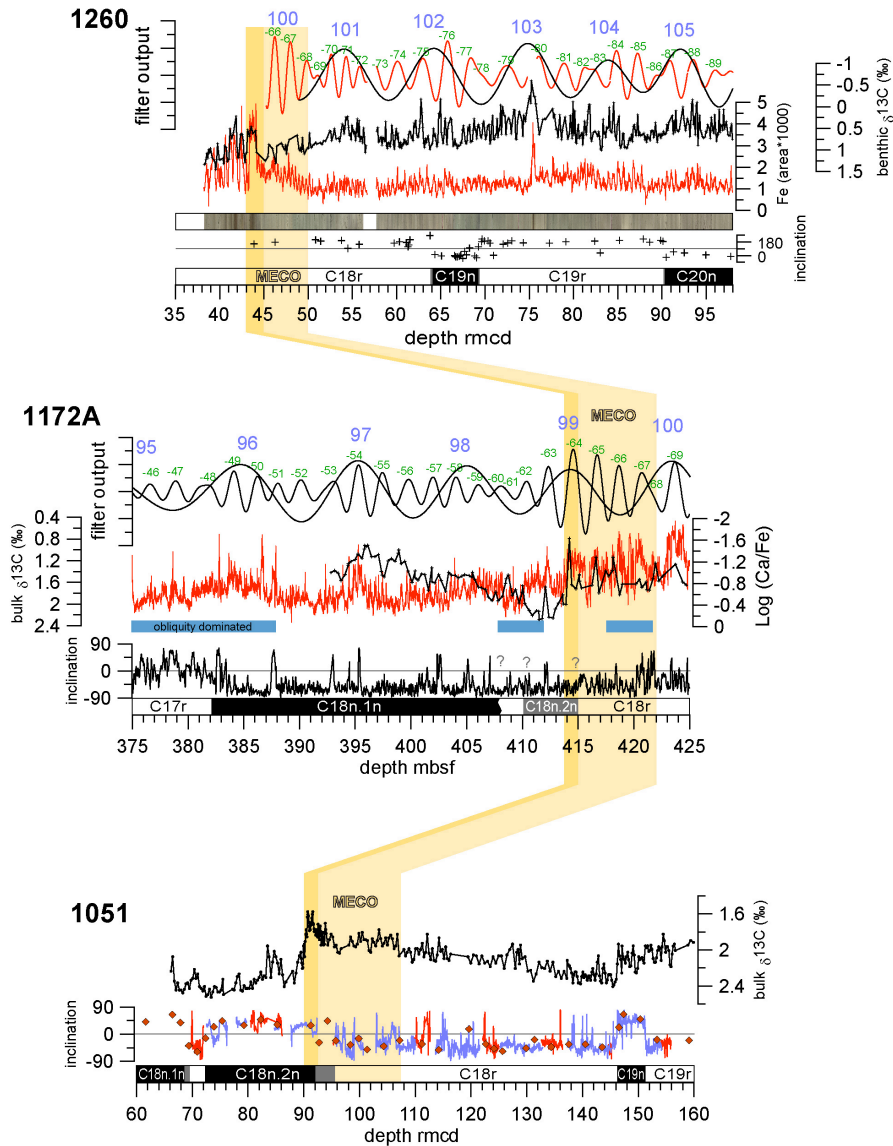 1260
100 101 102 103 104 105
-66 -67 -68 -69 -70 -71 -72 -73 -74 -75 -76 -77 -78 -79 -80 -81 -82 -83 -84 -85 -86 -87 -88 -89
filter output
-1 -0.5 0 0.5 1 1.5
benthic δ13C (‰)
5 4 3 2 1 0
Fe (area*1000)
180 0
inclination
MECO C18r C19n C19r C20n
35 40 45 50 55 60 65 70 75 80 85 90 95
depth rmcd
1172A
MECO
95 96 97 98 99 100
-46 -47 -48 -49 -50 -51 -52 -53 -54 -55 -56 -57 -58 -59 -60 -61 -62 -63 -64 -65 -66 -67 -68 -69
filter output
0.4 0.8 1.2 1.6 2 2.4
bulk δ13C (‰)
-2 -1.6 -1.2 -0.8 -0.4 0
Log (Ca/Fe)
obliquity dominated
90 0 -90
inclination
? ? ?
C17r C18n.1n C18n.2n C18r
375 380 385 390 395 400 405 410 415 420 425
depth mbsf
1051
MECO
1.6 2 2.4
bulk δ13C (‰)
90 0 -90
inclination
C18n.1n C18n.2n C18r C19n C19r
60 70 80 90 100 110 120 130 140 150 160
depth rmcd